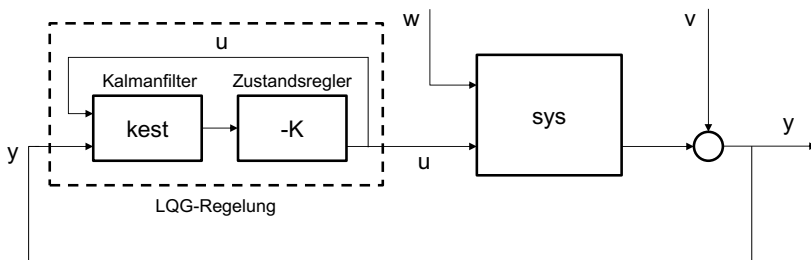 w
v
u
Kalmanfilter
Zustandsregler
kest
-K
sys
y
u
y
LQG-Regelung